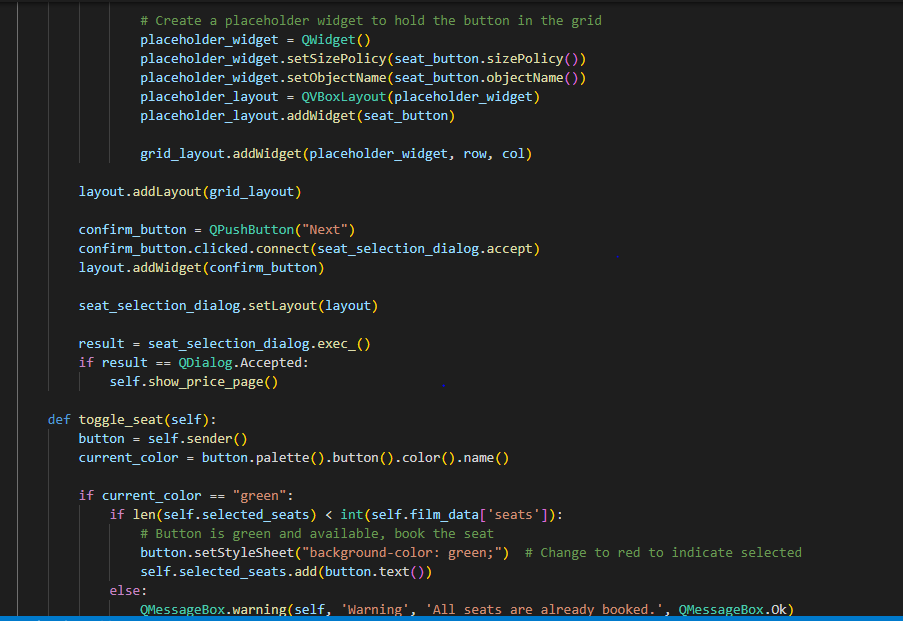 # Create a placeholder widget to hold the button in the grid
placeholder_widget = QWidget()
placeholder_widget.setSizePolicy(seat_button.sizePolicy())
placeholder_widget.setObjectName(seat_button.objectName())
placeholder_layout = QVBoxLayout(placeholder_widget)
placeholder_layout.addWidget(seat_button)
grid_layout.addWidget(placeholder_widget, row, col)
layout.addLayout(grid_layout)
confirm_button = QPushButton("Next")
confirm_button.clicked.connect(seat_selection_dialog.accept)
layout.addWidget(confirm_button)
seat_selection_dialog.setLayout(layout)
result = seat_selection_dialog.exec_()
if result == QDialog.Accepted:
self.show_price_page()
def toggle_seat(self):
button = self.sender()
current_color = button.palette().button().color().name()
if current_color == "green":
if len(self.selected_seats) < int(self.film_data['seats']):
# Button is green and available, book the seat
button.setStyleSheet("background-color: green;")  # Change to red to indicate selected
self.selected_seats.add(button.text())
else:
QMessageBox.warning(self, 'Warning', 'All seats are already booked.', QMessageBox.Ok)